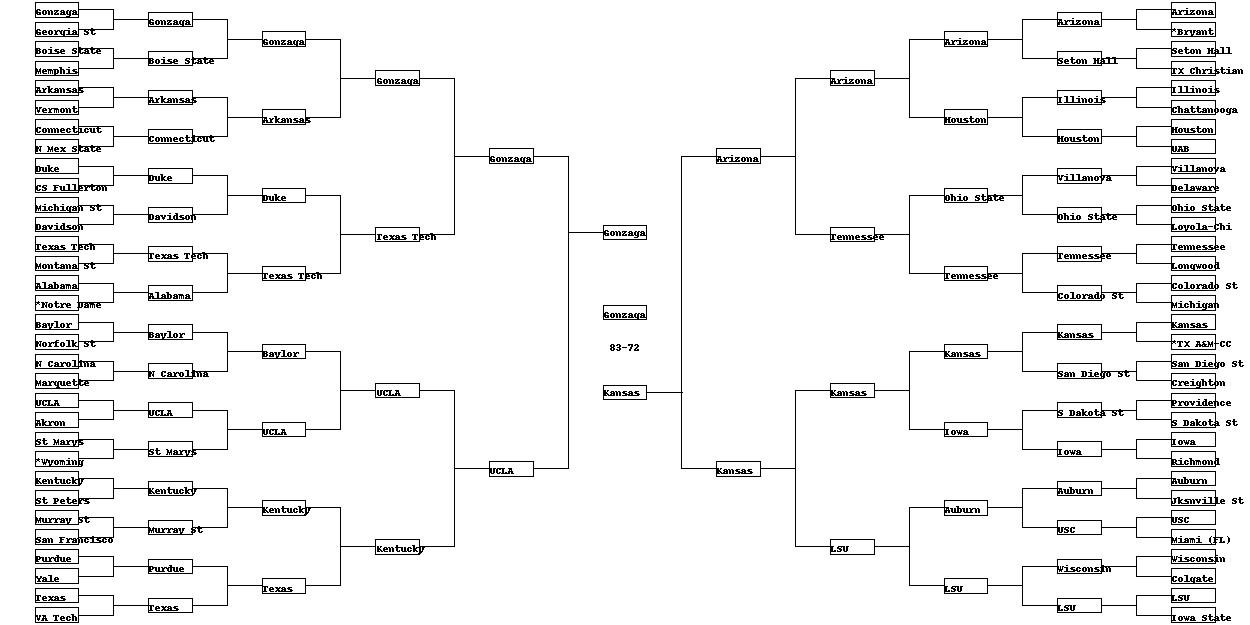 Gonzaga
Georgia St
Boise State
Memphis
Arkansas
Vermont
Connecticut
N Mex State
Duke
CS Fullerton
Michigan St
Davidson
Texas Tech
Montana St
Alabama
*Notre Dame
Baylor
Norfolk St
N Carolina
Marquette
UCLA
Akron
St Marys
*Wyoming
Kentucky
St Peters
Murray St
San Francisco
Purdue
Yale
Texas
VA Tech
Gonzaga
Boise State
Arkansas
Connecticut
Duke
Davidson
Texas Tech
Alabama
Baylor
N Carolina
UCLA
St Marys
Kentucky
Murray St
Purdue
Texas
Gonzaga
Arkansas
Duke
Texas Tech
Baylor
UCLA
Kentucky
Texas
Gonzaga
Texas Tech
UCLA
Kentucky
Gonzaga
UCLA
Gonzaga
Gonzaga
83-72
Kansas
Arizona
Kansas
Arizona
Tennessee
Kansas
LSU
Arizona
Houston
Ohio State
Tennessee
Kansas
Iowa
Auburn
LSU
Arizona
Seton Hall
Illinois
Houston
Villanova
Ohio State
Tennessee
Colorado St
Kansas
San Diego St
S Dakota St
Iowa
Auburn
USC
Wisconsin
LSU
Arizona
*Bryant
Seton Hall
TX Christian
Illinois
Chattanooga
Houston
UAB
Villanova
Delaware
Ohio State
Loyola-Chi
Tennessee
Longwood
Colorado St
Michigan
Kansas
*TX A&M-CC
San Diego St
Creighton
Providence
S Dakota St
Iowa
Richmond
Auburn
Jksnville St
USC
Miami (FL)
Wisconsin
Colgate
LSU
Iowa State